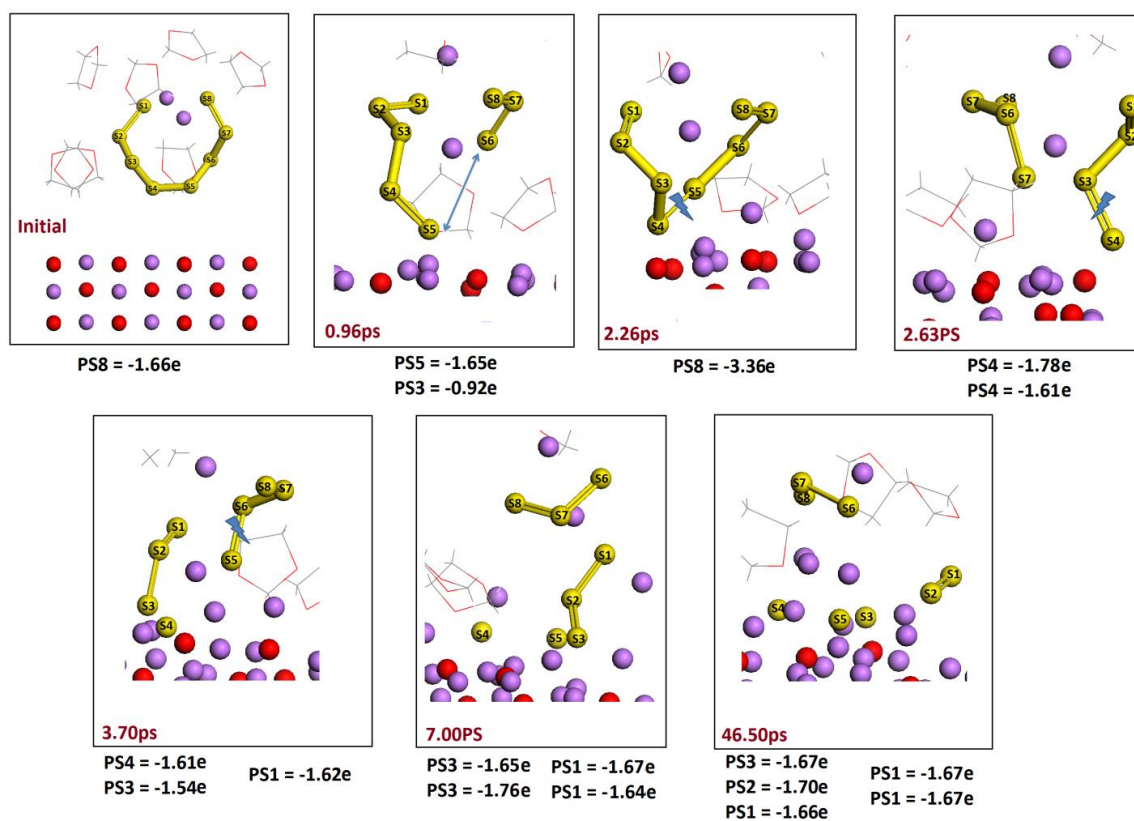 S1
S8
S2
S7
S3
S6
S4
S5
Initial
PS8 = -1.66e
S2
S1
S8
S7
S3
S6
S4
S5
0.96ps
PS5 = -1.65e
PS3 = -0.92e
S1
S8
S7
S2
S6
S3
S5
S4
2.26ps
PS8 = -3.36e
S7
S8
S6
S2
S7
S3
S4
2.63PS
PS4 = -1.78e
PS4 = -1.61e
S8
S7
S6
S1
S2
S5
S3
S4
3.70ps
PS4 = -1.61e
PS3 = -1.54e
PS1 = -1.62e
S6
S8
S7
S1
S2
S4
S5
S3
7.00PS
PS3 = -1.65e
PS3 = -1.76e
PS1 = -1.67e
PS1 = -1.64e
S7
S8
S6
S1
S2
S4
S5
S3
46.50ps
PS3 = -1.67e
PS2 = -1.70e
PS1 = -1.66e
PS1 = -1.67e
PS1 = -1.67e